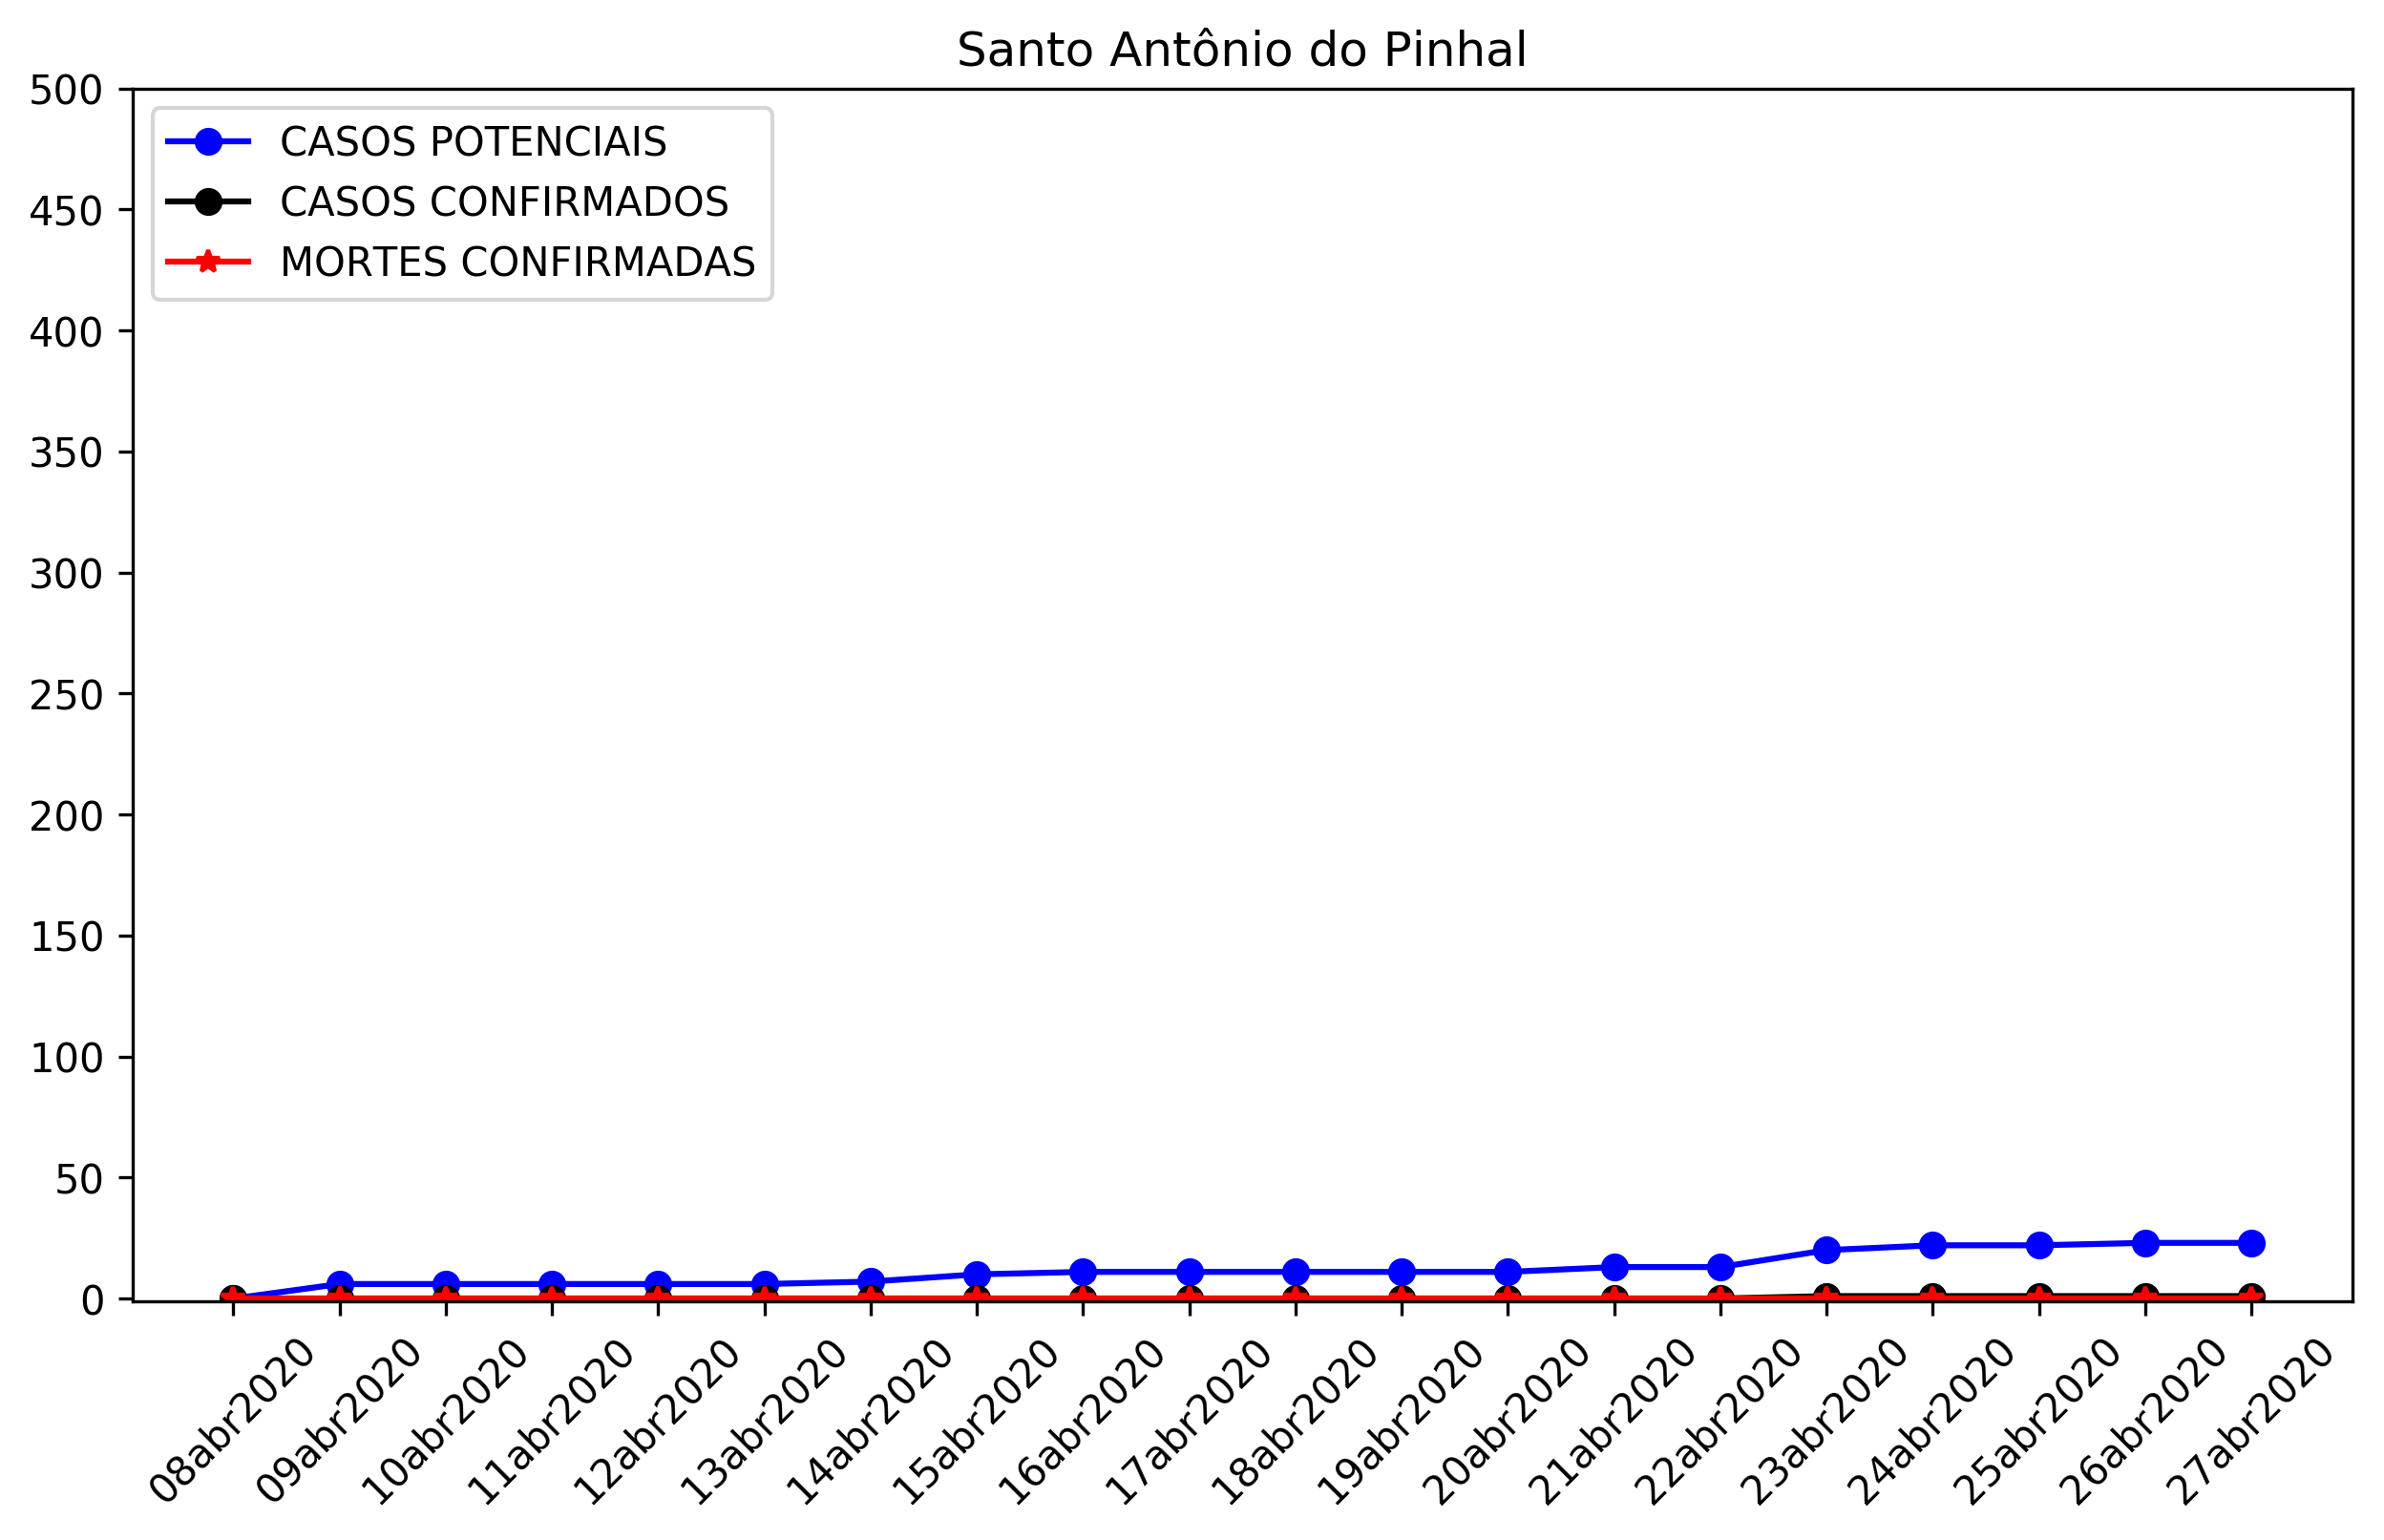 Santo Antônio do Pinhal
500
450
400
350
300
250
200
150
100
50
0
CASOS POTENCIAIS
CASOS CONFIRMADOS
MORTES CONFIRMADAS
08abr2020
09abr2020
10abr2020
11abr2020
12abr2020
13abr2020
14abr2020
15abr2020
16abr2020
17abr2020
18abr2020
19abr2020
20abr2020
21abr2020
22abr2020
23abr2020
24abr2020
25abr2020
26abr2020
27abr2020